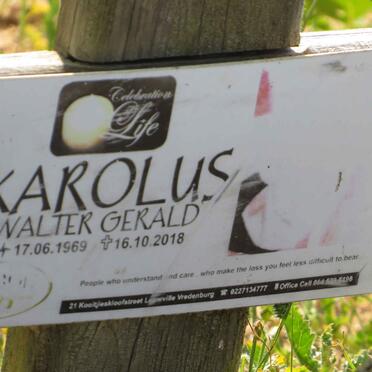 Celebration
Of
Life
KAROLUS
WALTER GERALD
17.06.1969 ✝16.10.2018
People who understand and care.. who make the loss you feel less difficult to bear.
21 Kooitjieskloofstreet Louwville Vredenburg ☎ 0227134777 Office Call